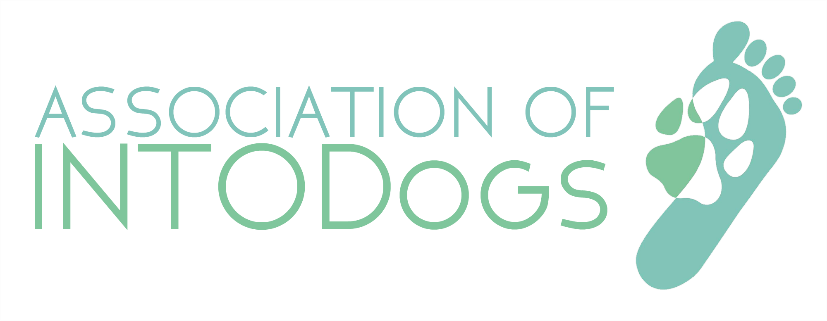 ASSOCIATION OF
INTODOGS